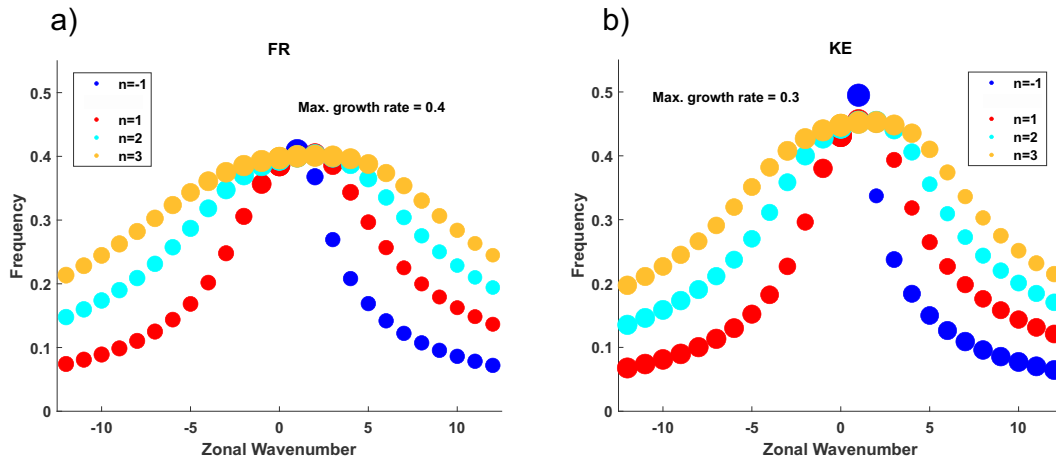 a)
FR
n=-1
n=1
n=2
n=3
Max. growth rate = 0.4
Frequency
0.5
0.4
0.3
0.2
0.1
0
-10
-5
0
5
10
Zonal Wavenumber
b)
KE
Max. growth rate = 0.3
n=-1
n=1
n=2
n=3
Frequency
0.5
0.4
0.3
0.2
0.1
0
-10
-5
0
5
10
Zonal Wavenumber